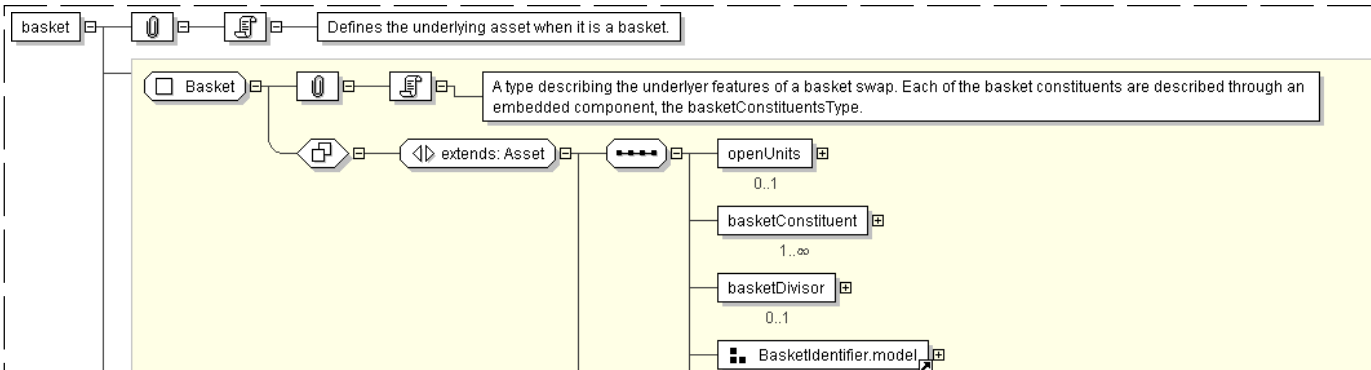 basket
Defines the underlying asset when it is a basket.
Basket
A type describing the underlyer features of a basket swap. Each of the basket constituents are described through an
embedded component, the basketConstituentsType.
extends: Asset
openUnits
0..1
basketConstituent
1..∞
basketDivisor
0..1
BasketIdentifier.model